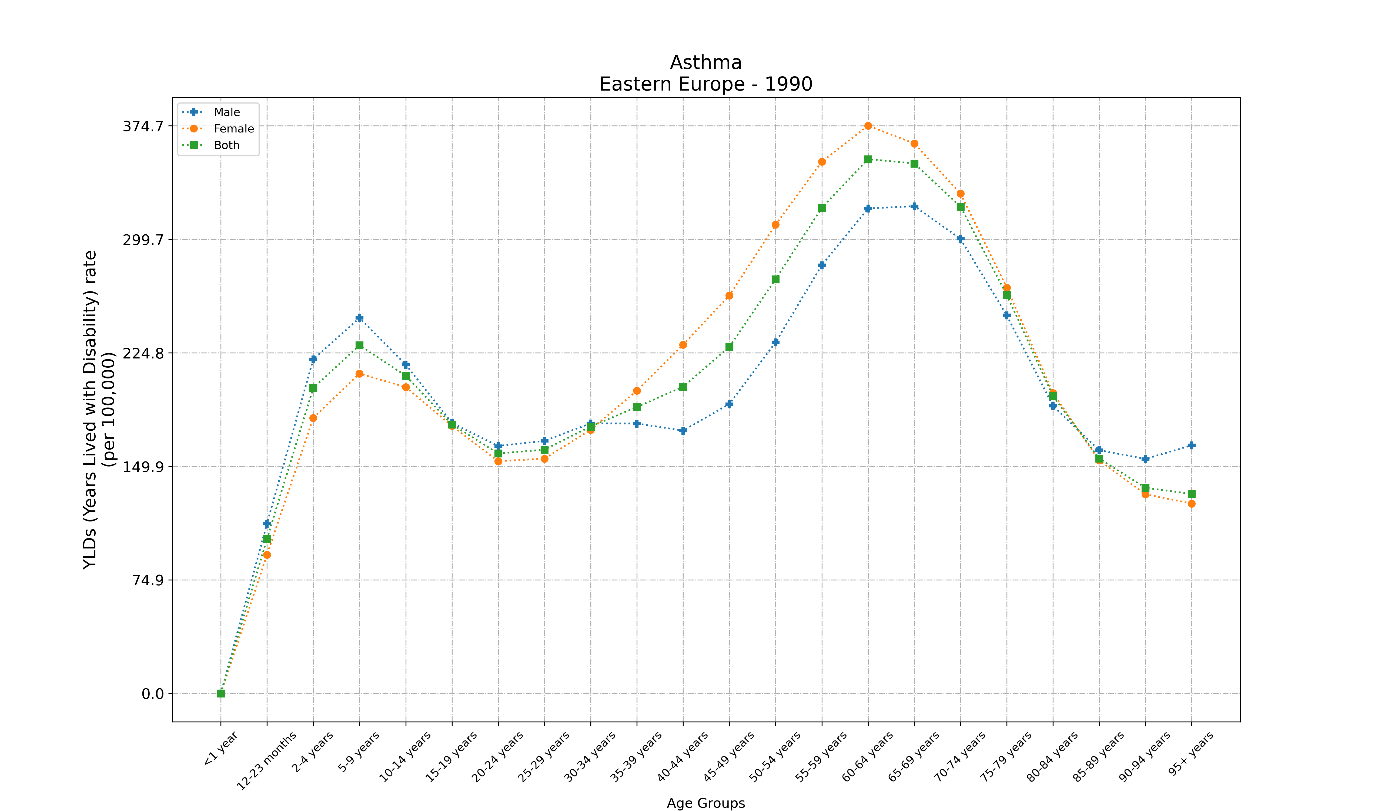 Asthma
Eastern Europe - 1990
Male
Female
Both
374.7
299.7
224.8
149.9
74.9
0.0
YLDs (Years Lived with Disability) rate
(per 100,000)
<1 year
12-23 months
2-4 years
5-9 years
10-14 years
15-19 years
20-24 years
25-29 years
30-34 years
35-39 years
40-44 years
45-49 years
50-54 years
55-59 years
60-64 years
65-69 years
70-74 years
75-79 years
80-84 years
85-89 years
90-94 years
95+ years
Age Groups